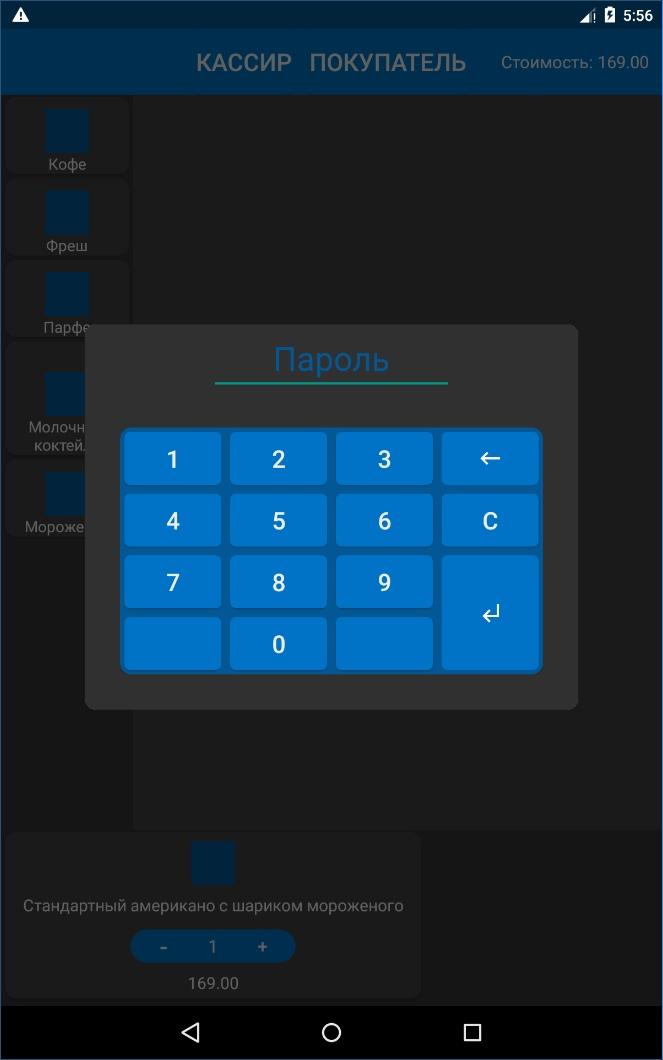 5:56
КАССИР ПОКУПАТЕЛЬ Стоимость: 169.00
Кофе
Фреш
Парфе
Молочн
коктей.
Мороже
Пароль
1 2 3 ←
4 5 6 C
7 8 9 ↵
0
Стандартный американо с шариком мороженого
- 1 +
169.00